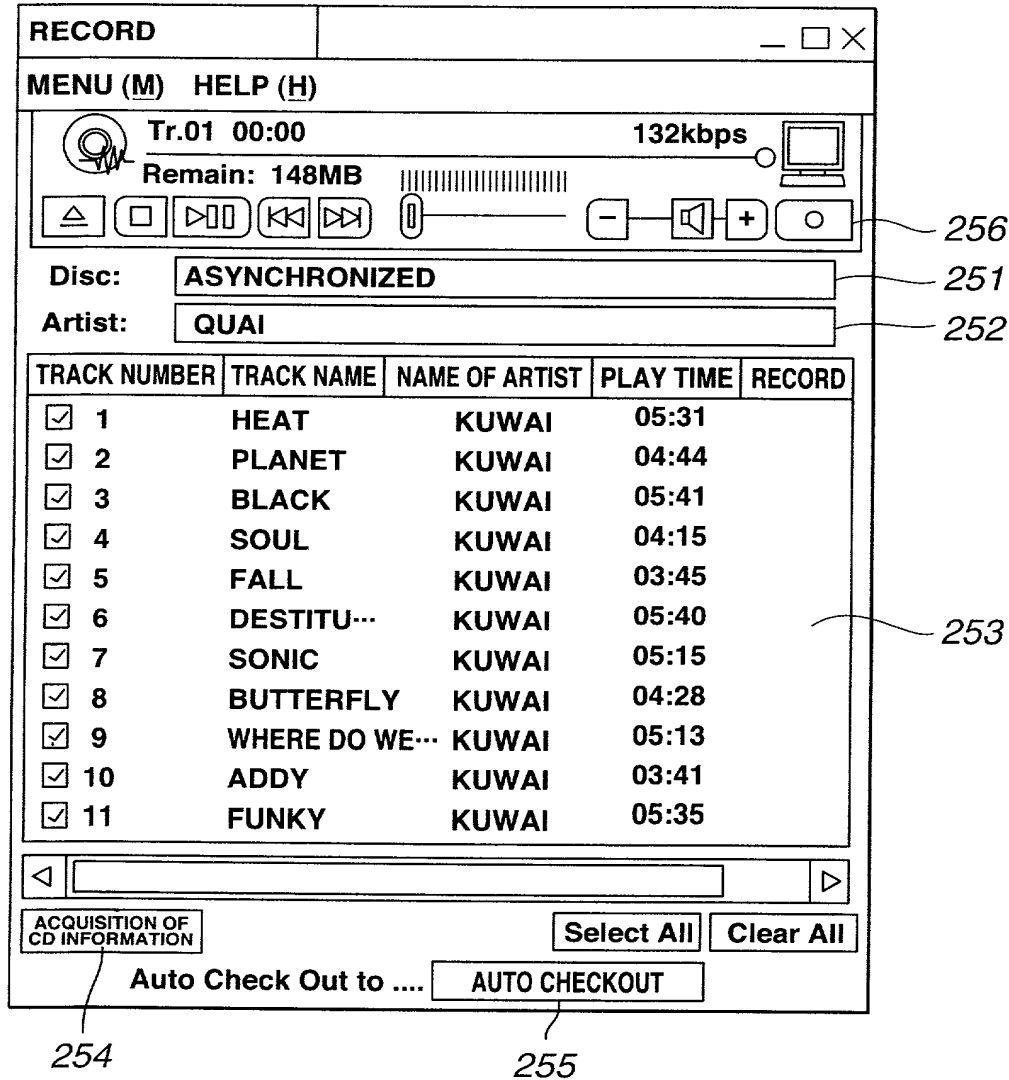 RECORD
MENU (M) HELP (H)
Tr.01 00:00 132kbps
Remain: 148MB
- +
256
Disc: ASYNCHRONIZED 251
Artist: QUAI 252
TRACK NUMBER TRACK NAME NAME OF ARTIST PLAY TIME RECORD
1 HEAT KUWAI 05:31
2 PLANET KUWAI 04:44
3 BLACK KUWAI 05:41
4 SOUL KUWAI 04:15
5 FALL KUWAI 03:45
6 DESTITU··· KUWAI 05:40
253
7 SONIC KUWAI 05:15
8 BUTTERFLY KUWAI 04:28
9 WHERE DO WE··· KUWAI 05:13
10 ADDY KUWAI 03:41
11 FUNKY KUWAI 05:35
ACQUISITION OF
CD INFORMATION
Select All Clear All
Auto Check Out to .... AUTO CHECKOUT
254 255